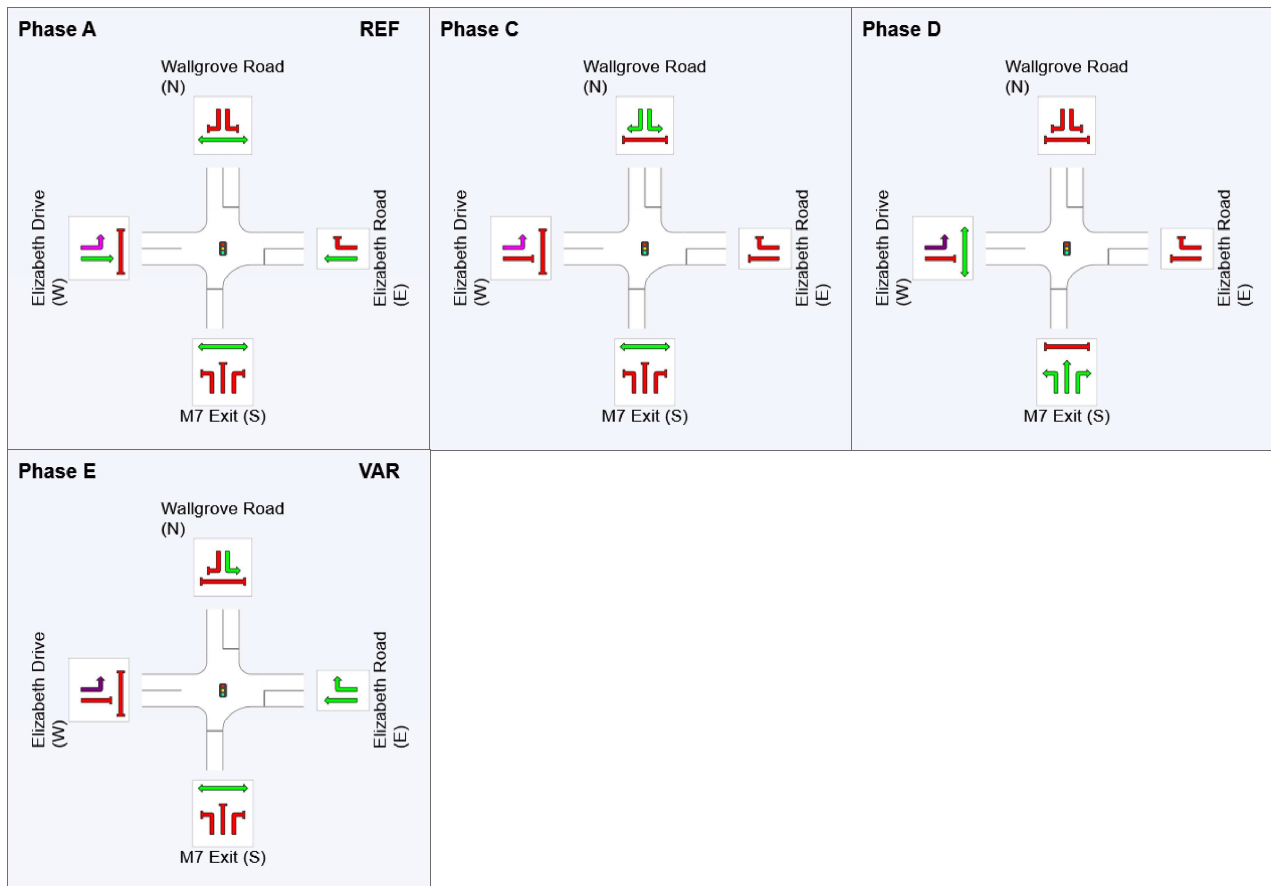 Phase A REF
Wallgrove Road
(N)
Elizabeth Drive
(W)
Elizabeth Road
(E)
M7 Exit (S)
Phase C
Wallgrove Road
(N)
Elizabeth Drive
(W)
Elizabeth Road
(E)
M7 Exit (S)
Phase D
Wallgrove Road
(N)
Elizabeth Drive
(W)
Elizabeth Road
(E)
M7 Exit (S)
Phase E VAR
Wallgrove Road
(N)
Elizabeth Drive
(W)
Elizabeth Road
(E)
M7 Exit (S)